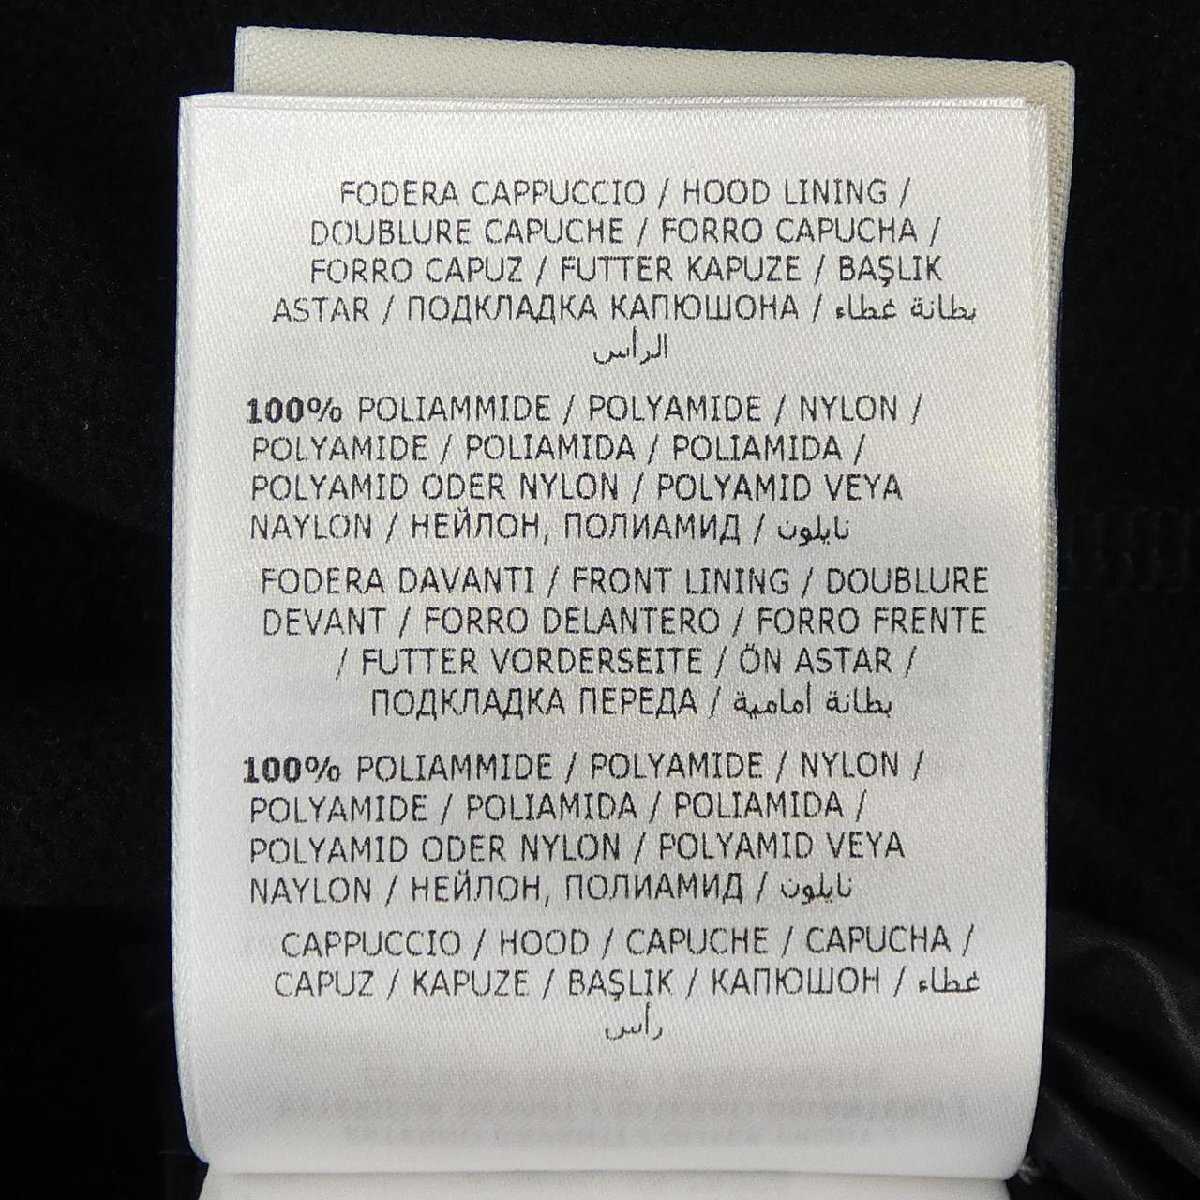 FODERA CAPPUCCIO / HOOD LINING /
DOUBLURE CAPUCHE / FORRO CAPUCHA /
FORRO CAPUZ / FUTTER KAPUZE / BAŞLIK
ASTAR / ПОДКЛАДКА КАПЮШОНА / بطانة غطاء
الرأس
100% POLIAMMIDE / POLYAMIDE / NYLON /
POLYAMIDE / POLIAMIDA / POLIAMIDA /
POLYAMID ODER NYLON / POLYAMID VEYA
NAYLON / НЕЙЛОН, ПОЛИАМИД / نايلون
FODERA DAVANTI / FRONT LINING / DOUBLURE
DEVANT / FORRO DELANTERO / FORRO FRENTE
/ FUTTER VORDERSEITE / ÖN ASTAR /
ПОДКЛАДКА ПЕРЕДА / بطانة أمامية
100% POLIAMMIDE / POLYAMIDE / NYLON /
POLYAMIDE / POLIAMIDA / POLIAMIDA /
POLYAMID ODER NYLON / POLYAMID VEYA
NAYLON / НЕЙЛОН, ПОЛИАМИД / نايلون
CAPPUCCIO / HOOD / CAPUCHE / CAPUCHA /
CAPUZ / KAPUZE / BAŞLIK / КАПЮШОН / غطاء
رأس